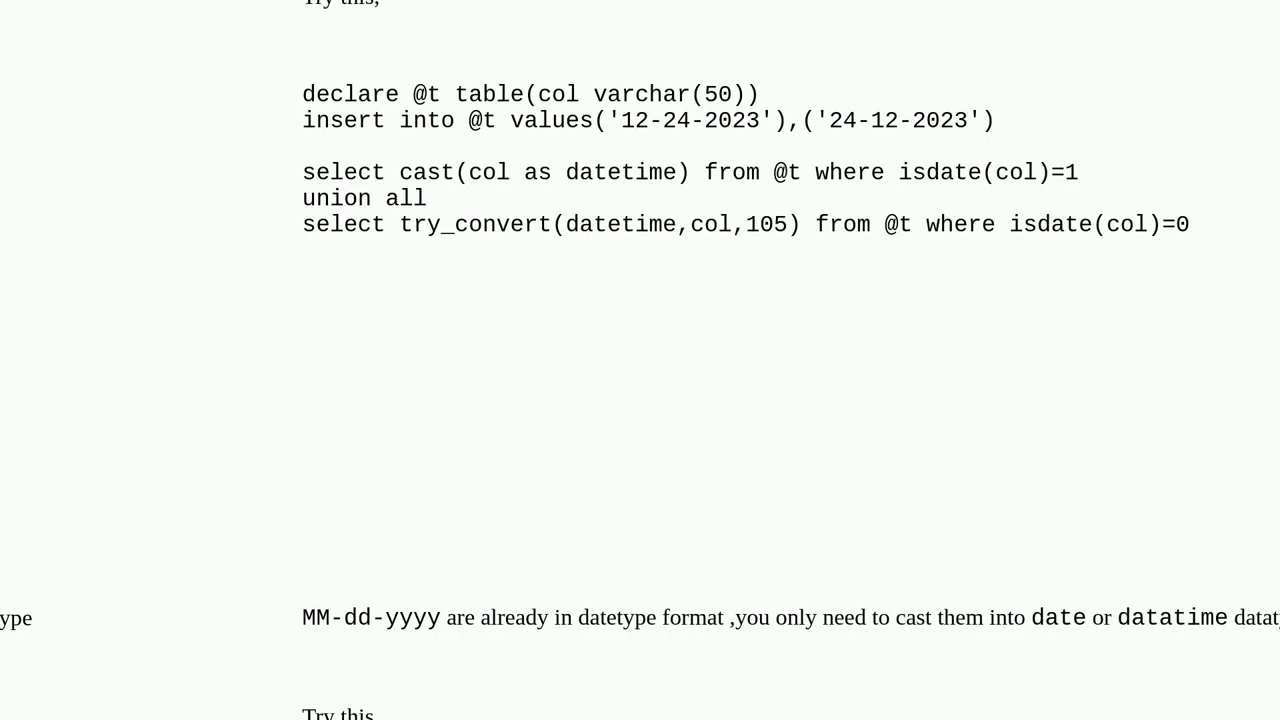 Try this,
declare @t table(col varchar(50))
insert into @t values('12-24-2023'),('24-12-2023')
select cast(col as datetime) from @t where isdate(col)=1
union all
select try_convert(datetime,col,105) from @t where isdate(col)=0
ype
MM-dd-yyyy are already in datetype format ,you only need to cast them into date or datatime datat
Try this